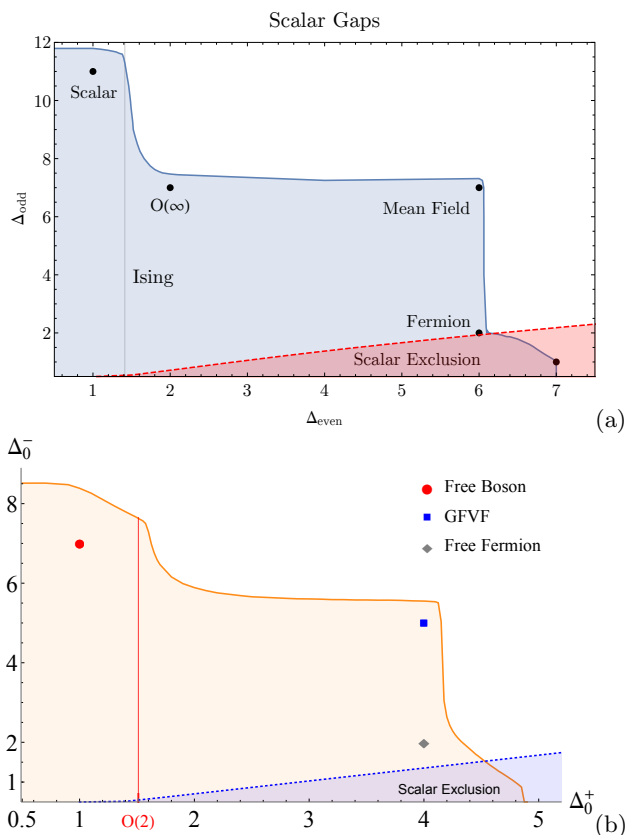 Scalar Gaps
12
10
8
6
4
2
Δodd
Scalar
O(∞)
Mean Field
Ising
Fermion
Scalar Exclusion
1 2 3 4 5 6 7
Δeven
(a)
Δ₀⁻
8
6
4
2
1
Free Boson
GFVF
Free Fermion
Scalar Exclusion
0.5 1 O(2) 2 3 4 5 Δ₀⁺
(b)